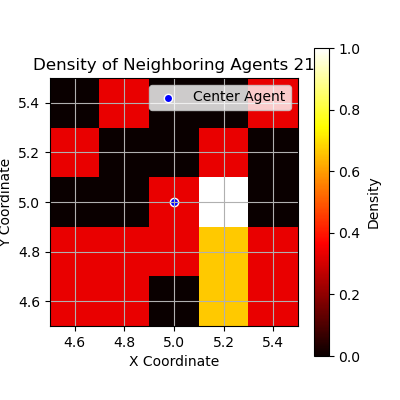 Density of Neighboring Agents 21
Center Agent
5.4
5.2
5.0
4.8
4.6
Y Coordinate
4.6 4.8 5.0 5.2 5.4
X Coordinate
1.0
0.8
0.6
0.4
0.2
0.0
Density